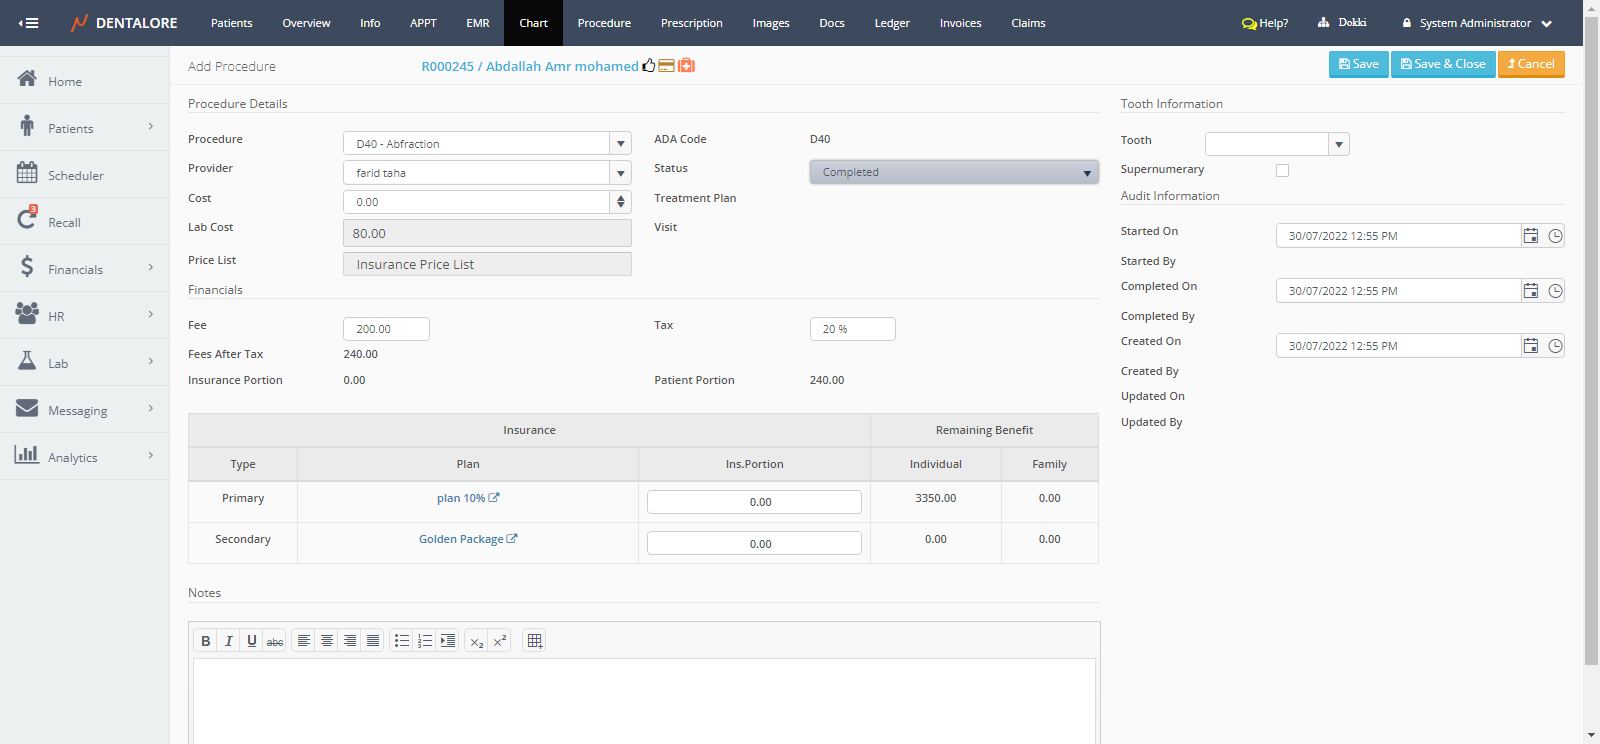 DENTALORE Patients Overview Info APPT EMR Chart Procedure Prescription Images Docs Ledger Invoices Claims Help? Dokki System Administrator
Home
Patients
Scheduler
3
Recall
Financials
HR
Lab
Messaging
Analytics
Add Procedure R000245 / Abdallah Amr mohamed Save Save & Close Cancel
Procedure Details
Procedure D40 - Abfraction ADA Code D40
Provider farid taha Status Completed
Cost 0.00 Treatment Plan
Lab Cost 80.00 Visit
Price List Insurance Price List
Financials
Fee 200.00 Tax 20 %
Fees After Tax 240.00
Insurance Portion 0.00 Patient Portion 240.00
Insurance Remaining Benefit
Type Plan Ins.Portion Individual Family
Primary plan 10% 0.00 3350.00 0.00
Secondary Golden Package 0.00 0.00 0.00
Notes
B I U abc x2 x2
Tooth Information
Tooth
Supernumerary
Audit Information
Started On 30/07/2022 12:55 PM
Started By
Completed On 30/07/2022 12:55 PM
Completed By
Created On 30/07/2022 12:55 PM
Created By
Updated On
Updated By